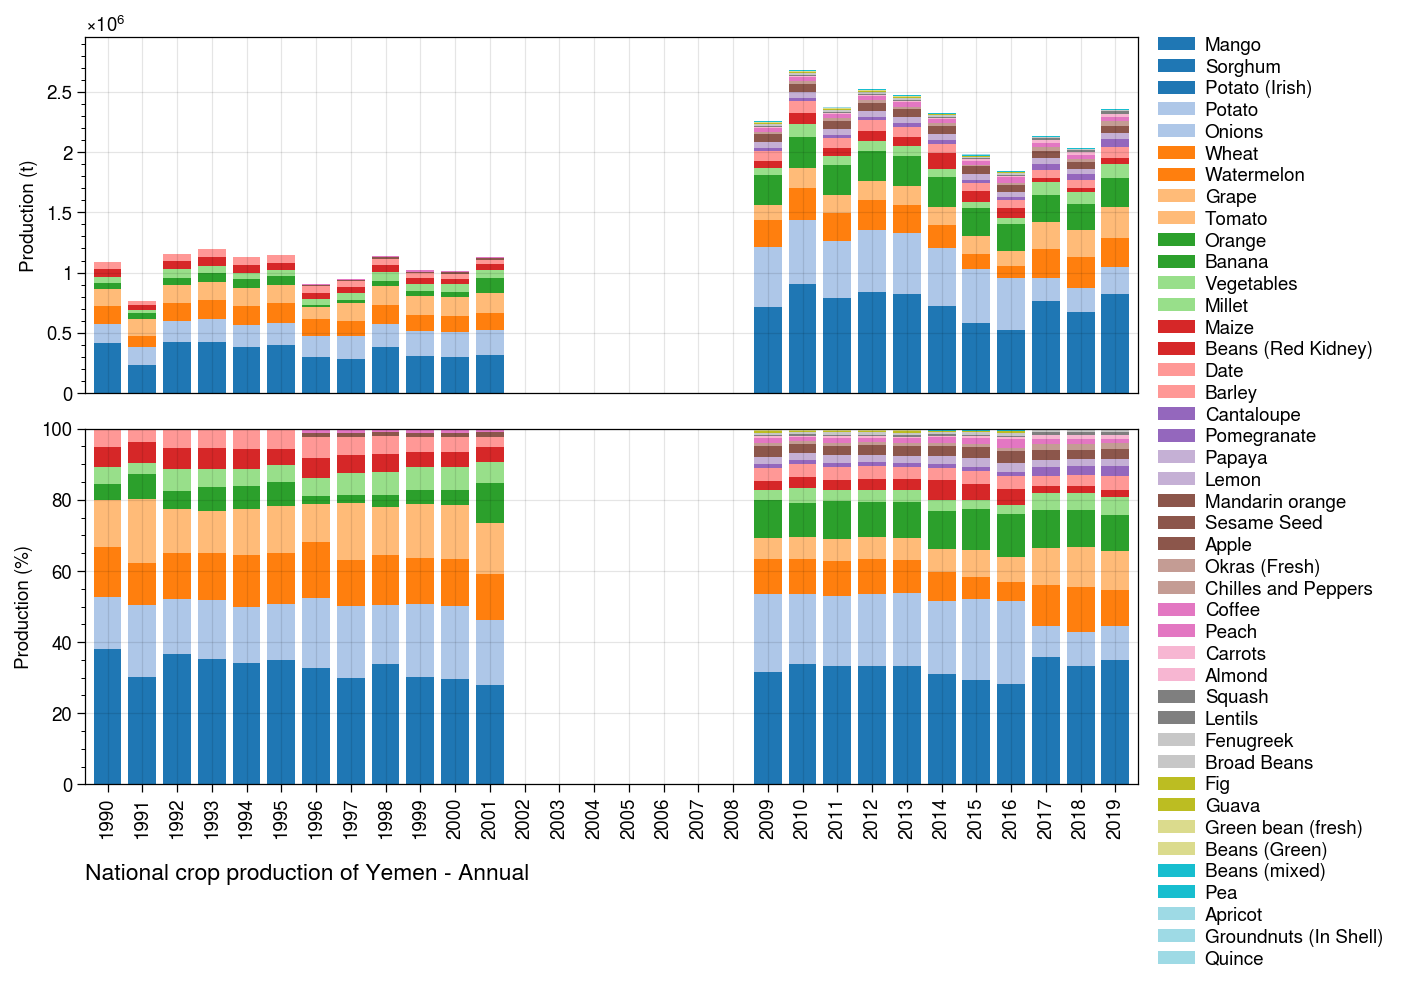 ×10⁶
2.5
2
1.5
1
0.5
0
Production (t)
100
80
60
40
20
0
Production (%)
1990
1991
1992
1993
1994
1995
1996
1997
1998
1999
2000
2001
2002
2003
2004
2005
2006
2007
2008
2009
2010
2011
2012
2013
2014
2015
2016
2017
2018
2019
National crop production of Yemen - Annual
Mango
Sorghum
Potato (Irish)
Potato
Onions
Wheat
Watermelon
Grape
Tomato
Orange
Banana
Vegetables
Millet
Maize
Beans (Red Kidney)
Date
Barley
Cantaloupe
Pomegranate
Papaya
Lemon
Mandarin orange
Sesame Seed
Apple
Okras (Fresh)
Chilles and Peppers
Coffee
Peach
Carrots
Almond
Squash
Lentils
Fenugreek
Broad Beans
Fig
Guava
Green bean (fresh)
Beans (Green)
Beans (mixed)
Pea
Apricot
Groundnuts (In Shell)
Quince